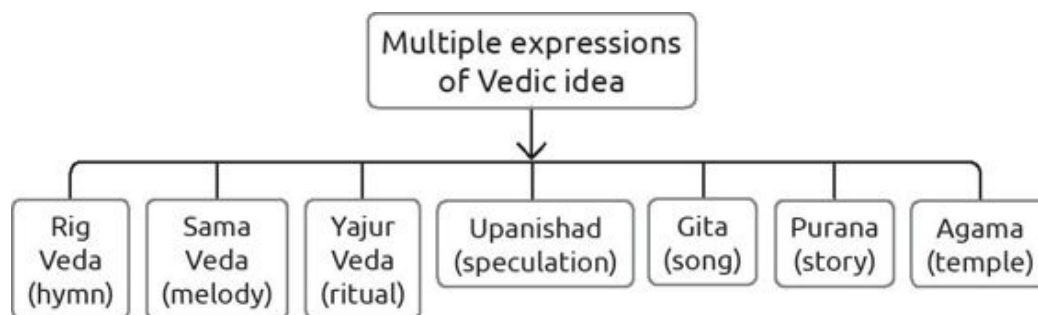 Multiple expressions
of Vedic idea
Rig
Veda
(hymn)
Sama
Veda
(melody)
Yajur
Veda
(ritual)
Upanishad
(speculation)
Gita
(song)
Purana
(story)
Agama
(temple)